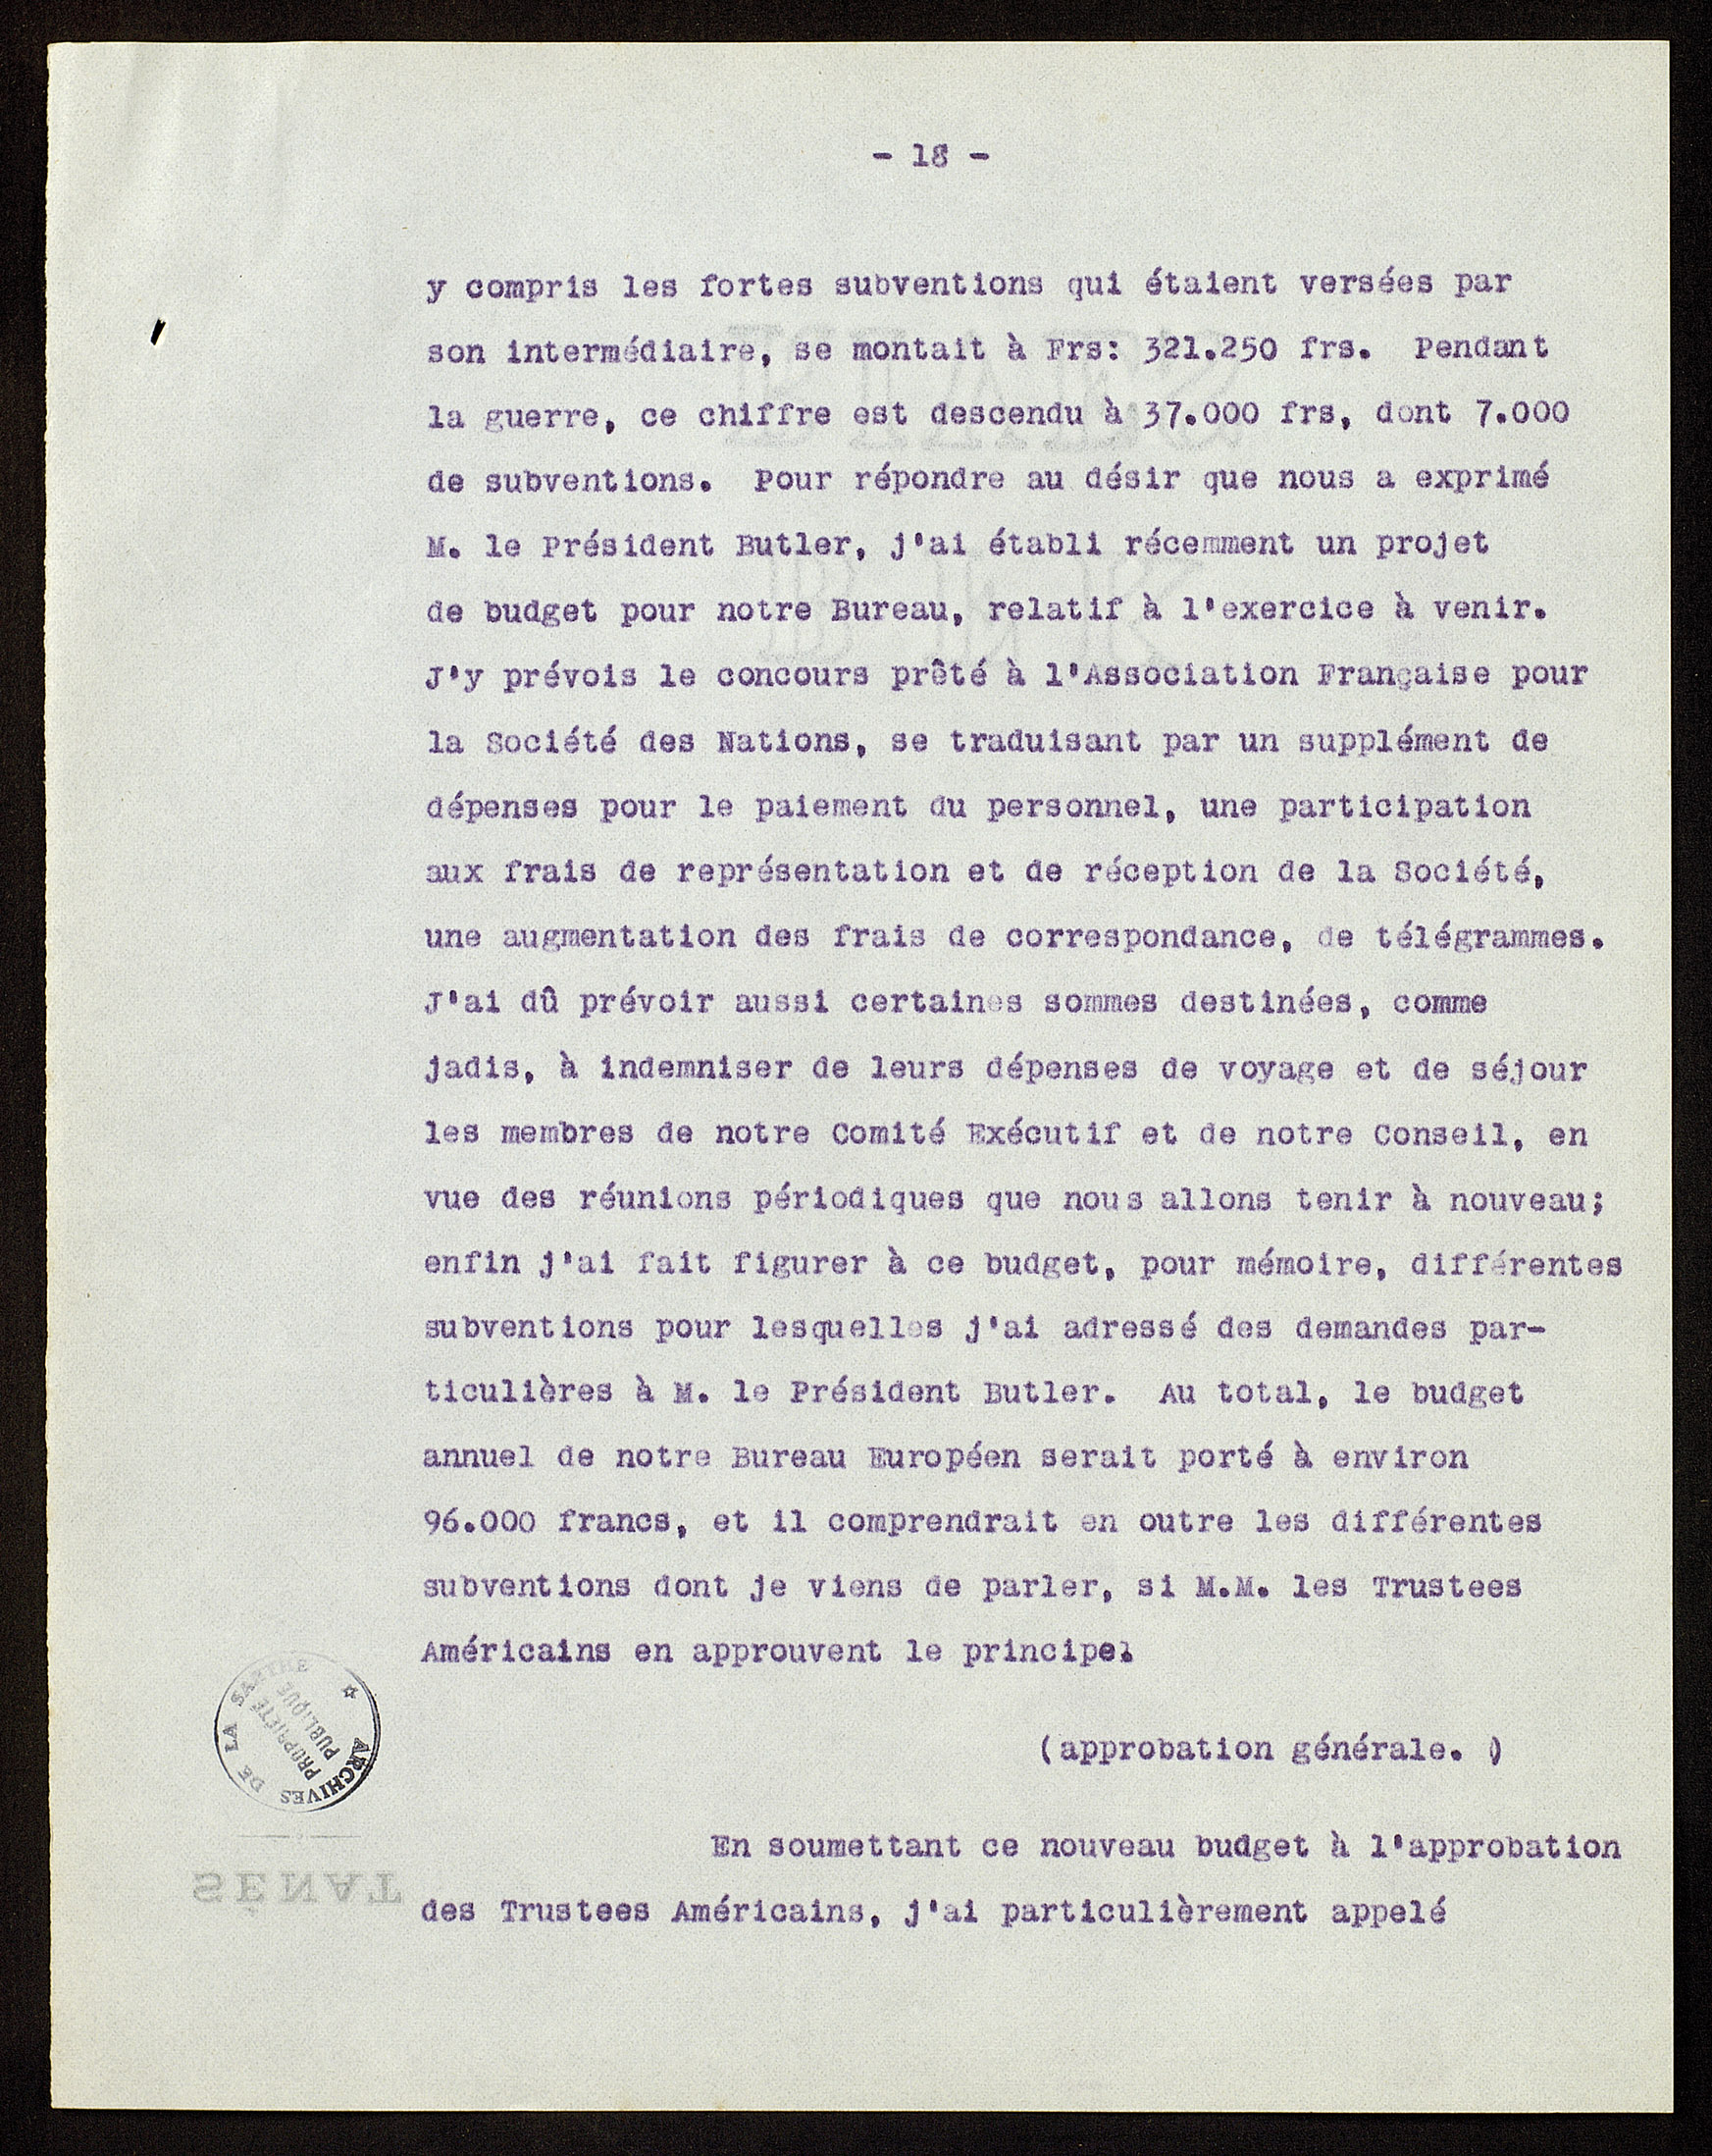 - 18 -
y compris les fortes subventions qui étaient versées par
son intermédiaire, se montait à Frs: 321.250 frs. Pendant
la guerre, ce chiffre est descendu à 37.000 frs, dont 7.000
de subventions. Pour répondre au désir que nous a exprimé
M. le Président Butler, j'ai établi récemment un projet
de budget pour notre Bureau, relatif à l'exercice à venir.
J'y prévois le concours prêté à l'Association Française pour
la Société des Nations, se traduisant par un supplément de
dépenses pour le paiement du personnel, une participation
aux frais de représentation et de réception de la Société,
une augmentation des frais de correspondance, de télégrammes.
J'ai dû prévoir aussi certaines sommes destinées, comme
jadis, à indemniser de leurs dépenses de voyage et de séjour
les membres de notre Comité Exécutif et de notre Conseil, en
vue des réunions périodiques que nous allons tenir à nouveau;
enfin j'ai fait figurer à ce budget, pour mémoire, différentes
subventions pour lesquelles j'ai adressé des demandes par-
ticulières à M. le Président Butler. Au total, le budget
annuel de notre Bureau Européen serait porté à environ
96.000 francs, et il comprendrait en outre les différentes
subventions dont je viens de parler, si M.M. les Trustees
Américains en approuvent le principel
(approbation générale. )
ARCHIVES DE LA SARTHE
PROPRIÉTÉ
PUBLIQUE
En soumettant ce nouveau budget à l'approbation
SÉNAT
des Trustees Américains, j'ai particulièrement appelé